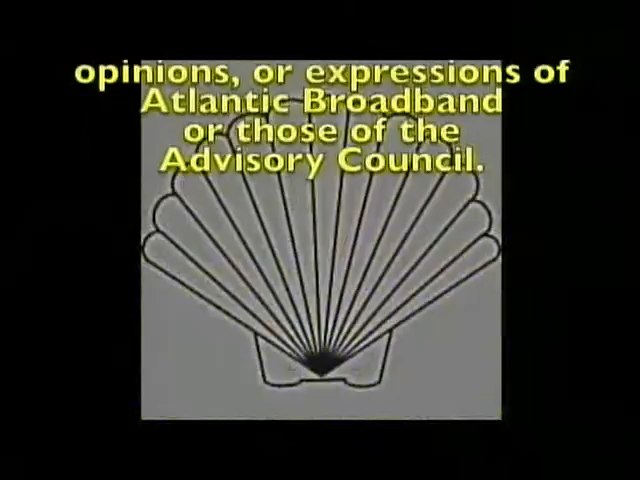 opinions, or expressions of
Atlantic Broadband
or those of the
Advisory Council.